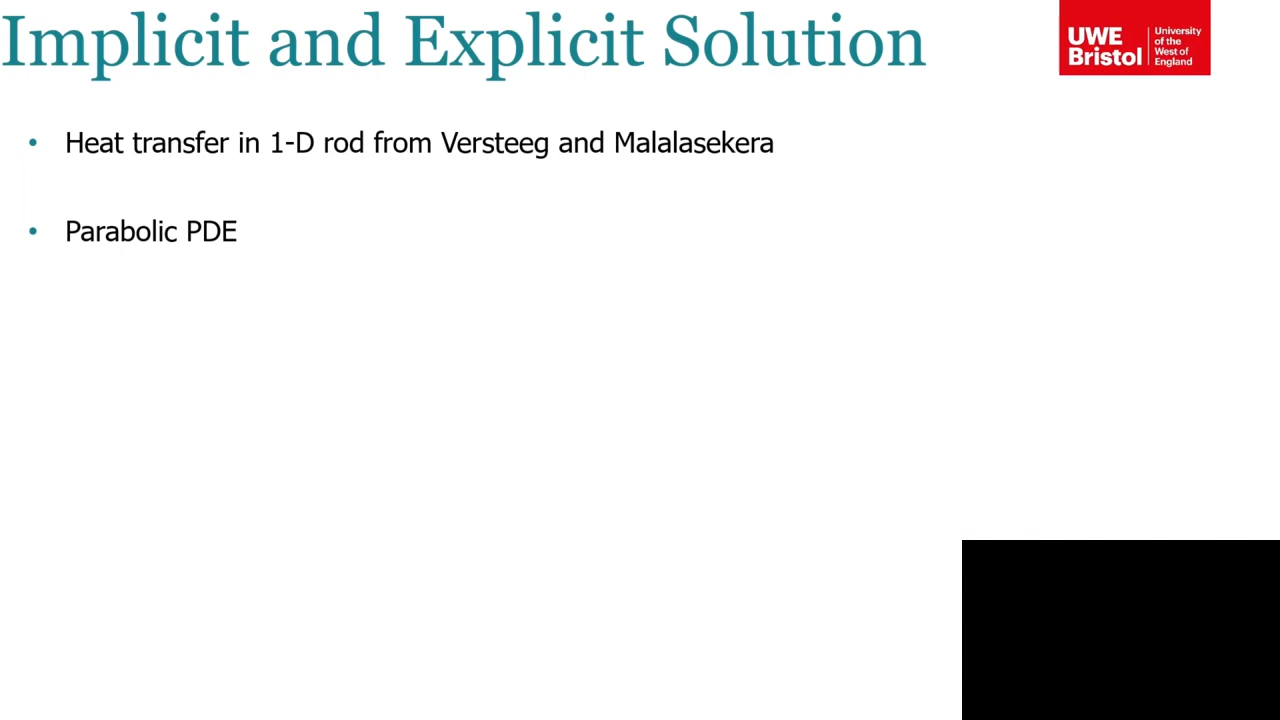 Implicit and Explicit Solution
UWE
Bristol
University
of the
West of
England
• Heat transfer in 1-D rod from Versteeg and Malalasekera
• Parabolic PDE